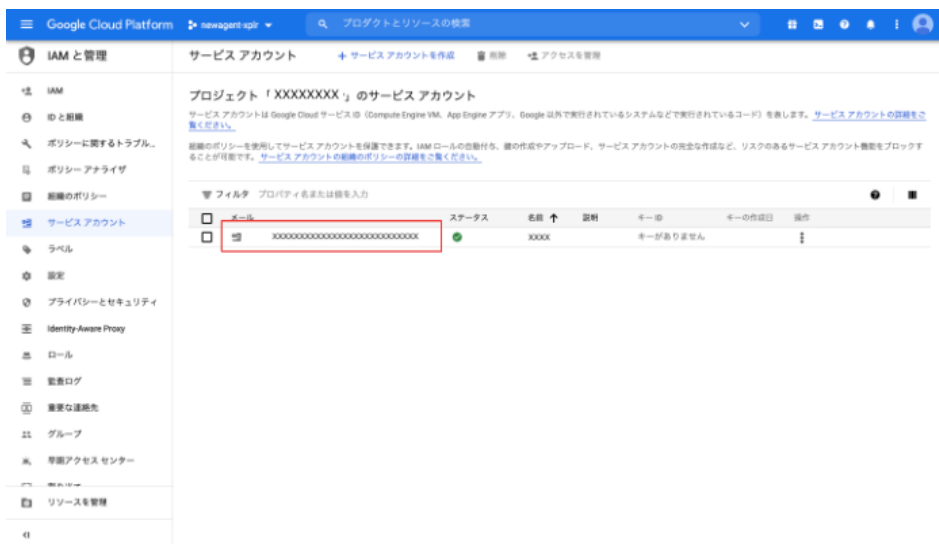 Google Cloud Platform
newagent-xpir
プロダクトとリソースの検索
IAM と管理
サービス アカウント
サービス アカウントを作成
削除
アクセスを管理
IAM
ID と組織
ポリシーに関するトラブル...
ポリシー アナライザ
組織のポリシー
サービス アカウント
ラベル
設定
プライバシーとセキュリティ
Identity-Aware Proxy
ロール
監査ログ
重要な連絡先
グループ
早期アクセス センター
リソースを管理
プロジェクト「 XXXXXXXX 」のサービス アカウント
サービス アカウントは Google Cloud サービス ID（Compute Engine VM、App Engine アプリ、Google 以外で実行されているシステムなどで実行されているコード）を表します。 サービス アカウントの詳細をご
覧ください。
組織のポリシーを使用してサービス アカウントを保護できます。IAM ロールの自動付与、鍵の作成やアップロード、サービス アカウントの完全な作成など、リスクのあるサービス アカウント機能をブロックす
ることが可能です。 サービス アカウントの組織のポリシーの詳細をご覧ください。
フィルタ プロパティ名または値を入力
メール ステータス 名前 説明 キー ID キーの作成日 操作
XXXXXXXXXXXXXXXXXXXXXXXXXXXX XXXX キーがありません